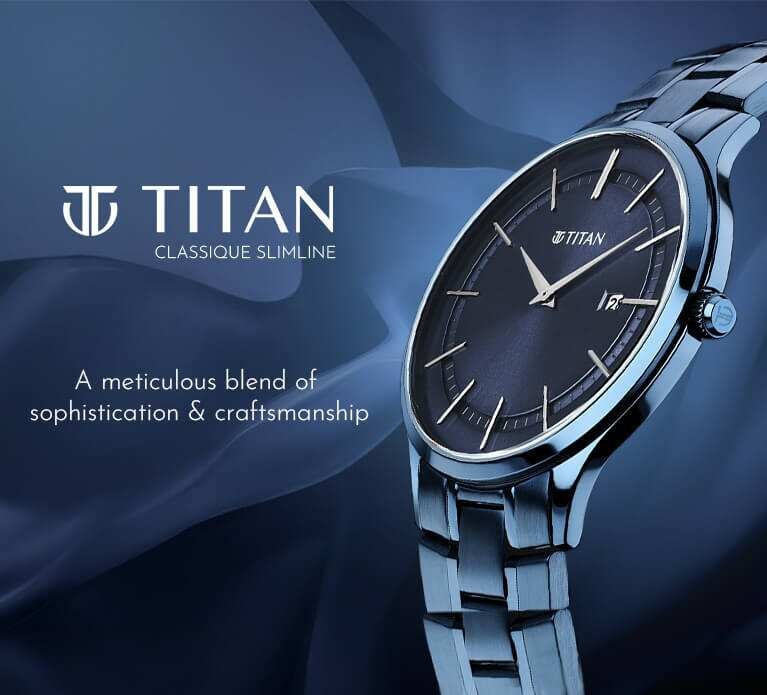 TITAN
CLASSIQUE SLIMLINE
A meticulous blend of
sophistication & craftsmanship
TITAN